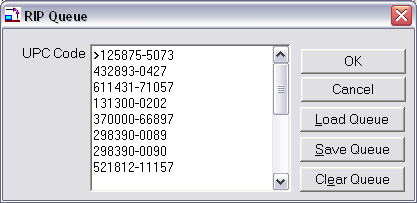 RIP Queue
UPC Code
>125875-5073
432893-0427
611431-71057
131300-0202
370000-66897
298390-0089
298390-0090
521812-11157
OK
Cancel
Load Queue
Save Queue
Clear Queue